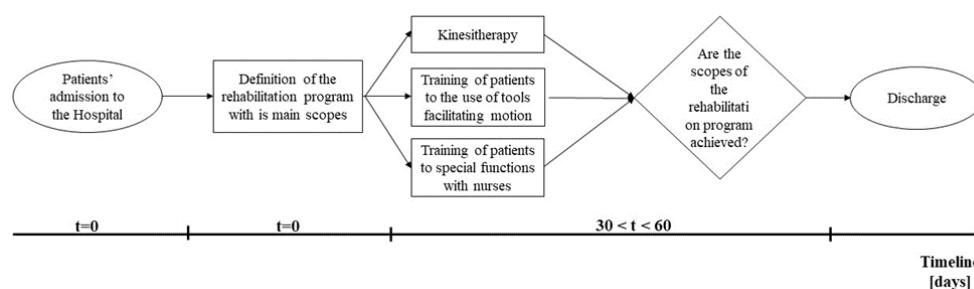 Patients'
admission to
the Hospital
Definition of the
rehabilitation program
with is main scopes
Kinesitherapy
Training of patients
to the use of tools
facilitating motion
Training of patients
to special functions
with nurses
Are the
scopes of
the
rehabilitati
on program
achieved?
Discharge
t=0
t=0
30 < t < 60
Timeline
[days]